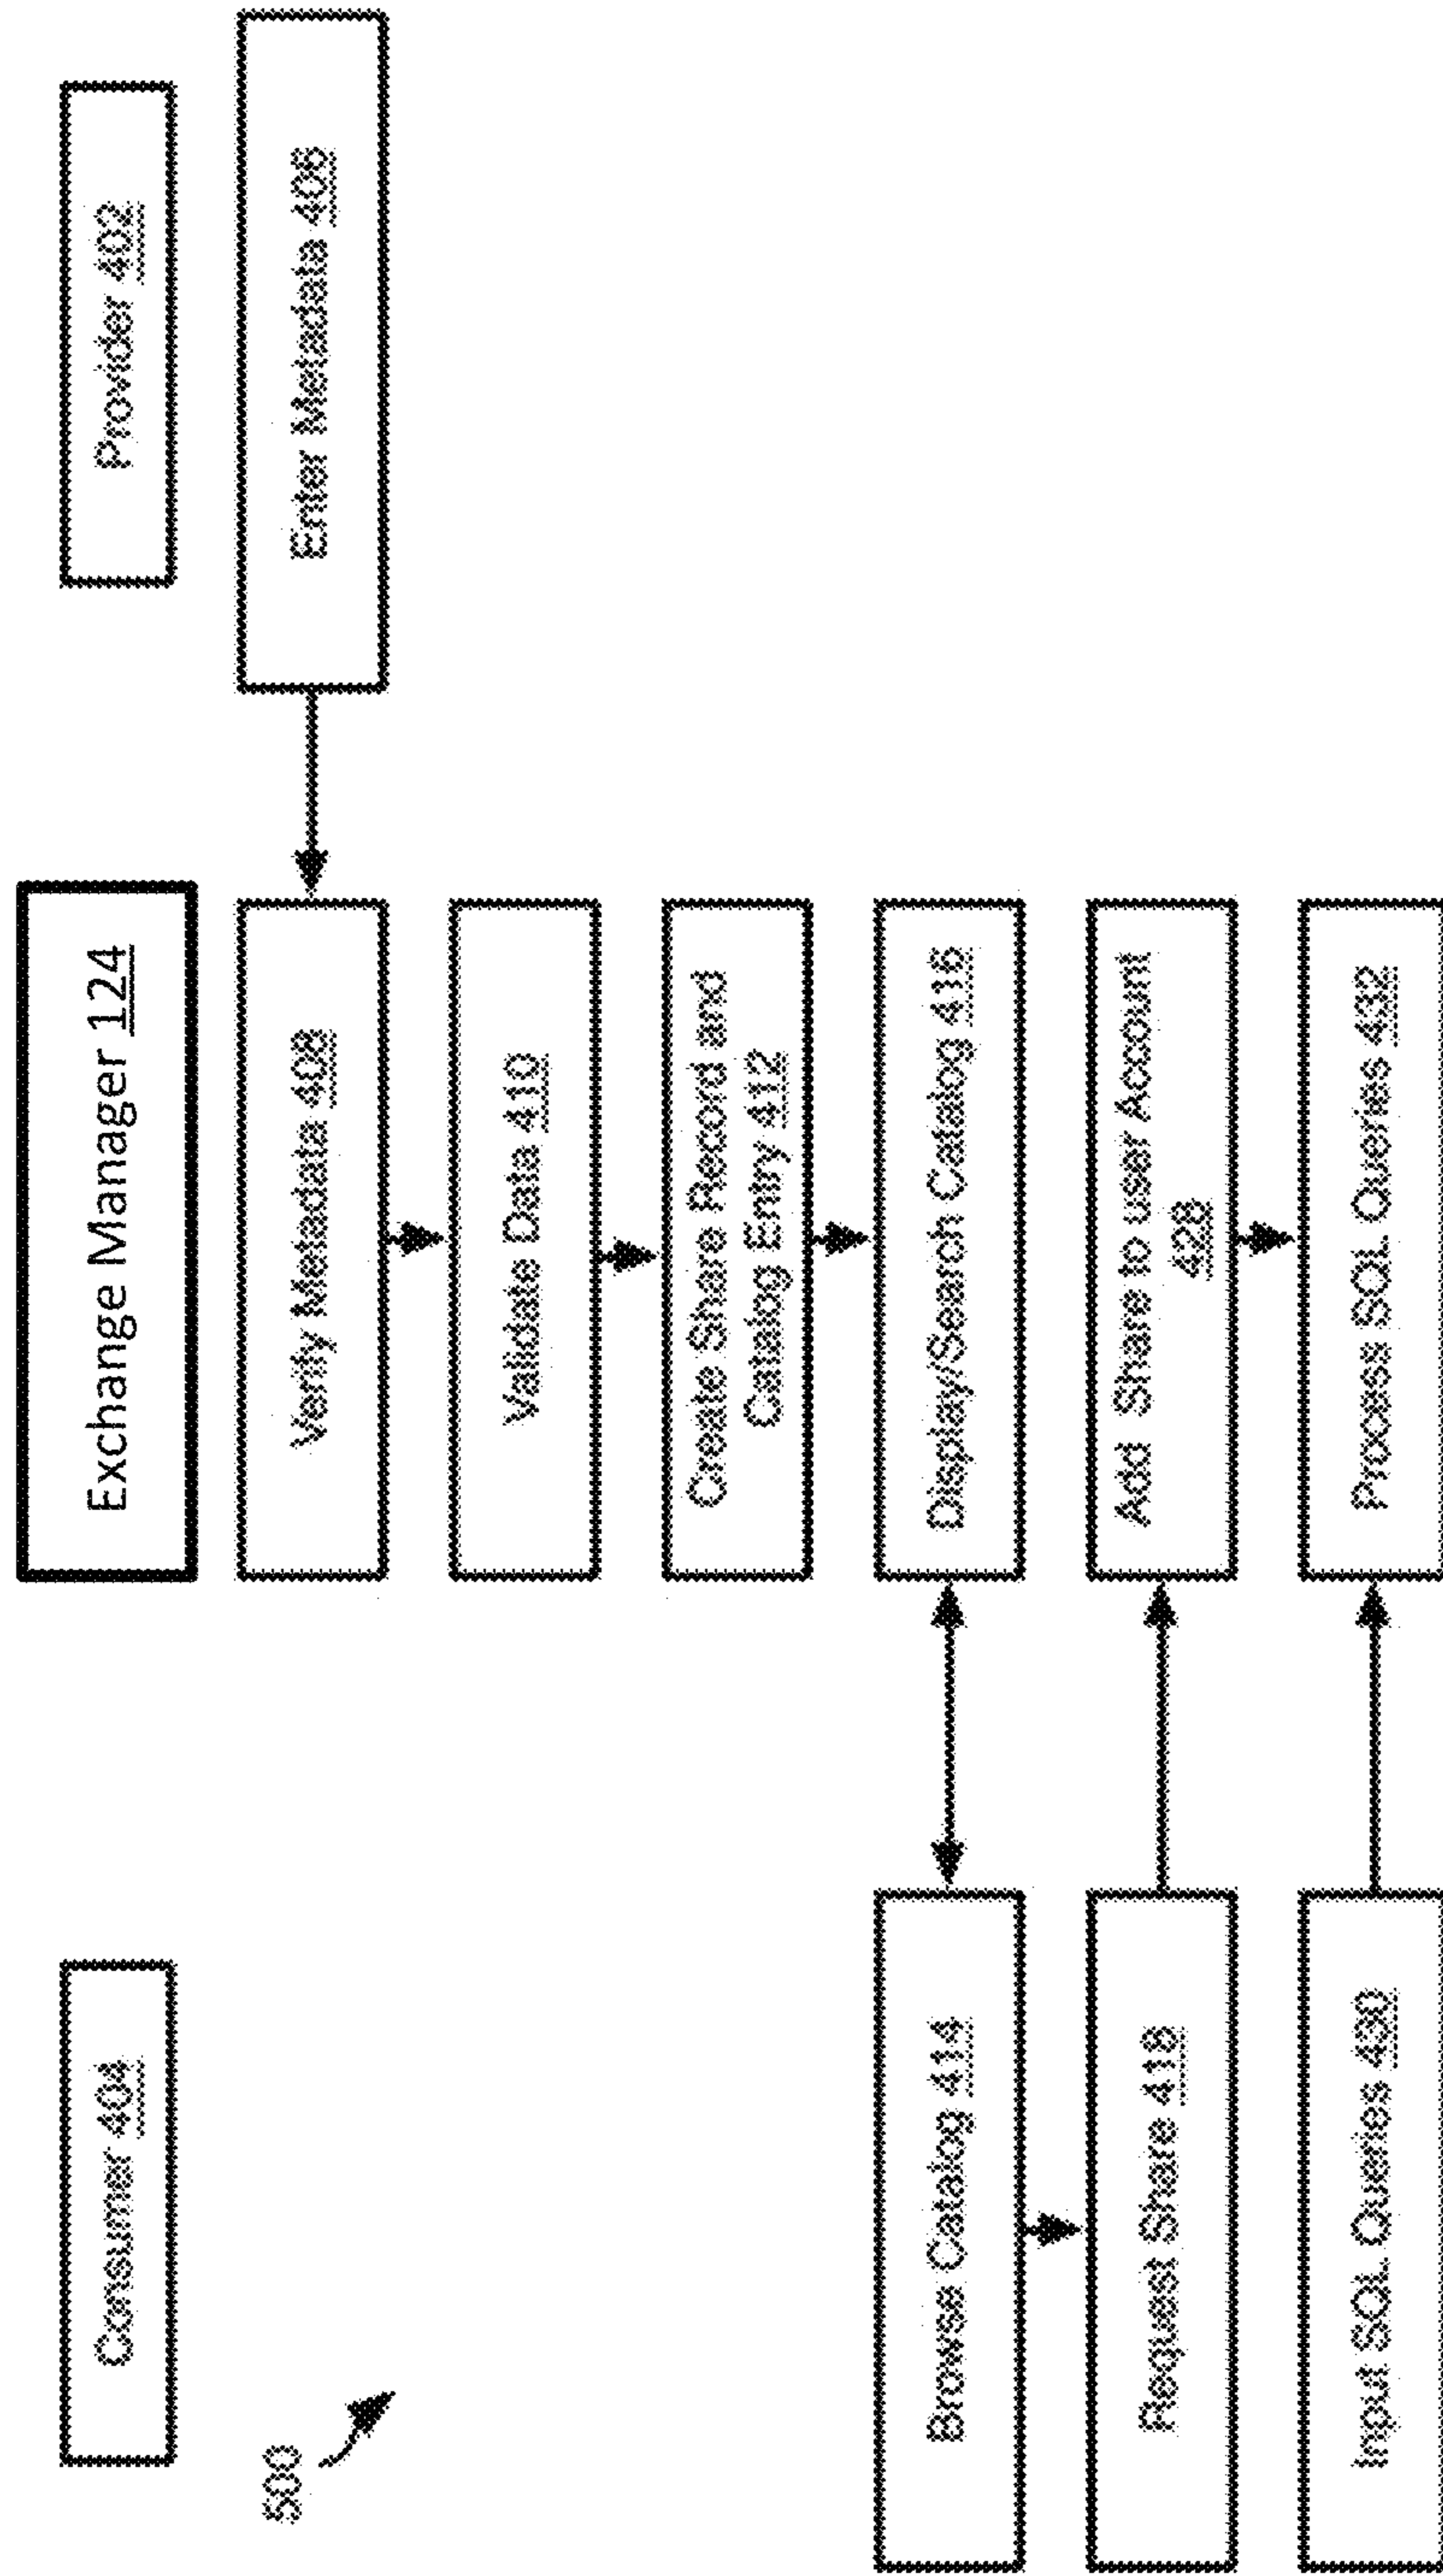 Consumer 404
Exchange Manager 124
Provider 402
500
Verify Metadata 408
Enter Metadata 406
Validate Data 410
Create Share Record and
Catalog Entry 412
Browse Catalog 414
Display/Search Catalog 416
Request Share 418
Add Share to user Account
428
Input SQL Queries 430
Process SQL Queries 432